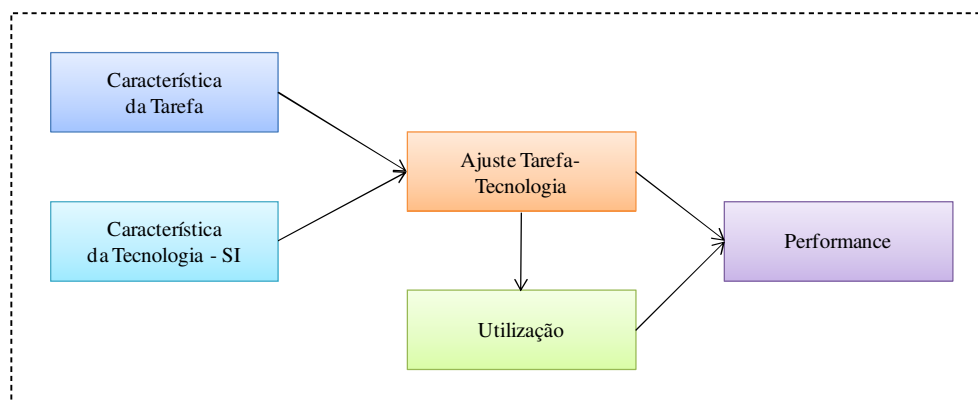 Característica
da Tarefa
Ajuste Tarefa-
Tecnologia
Característica
da Tecnologia - SI
Performance
Utilização